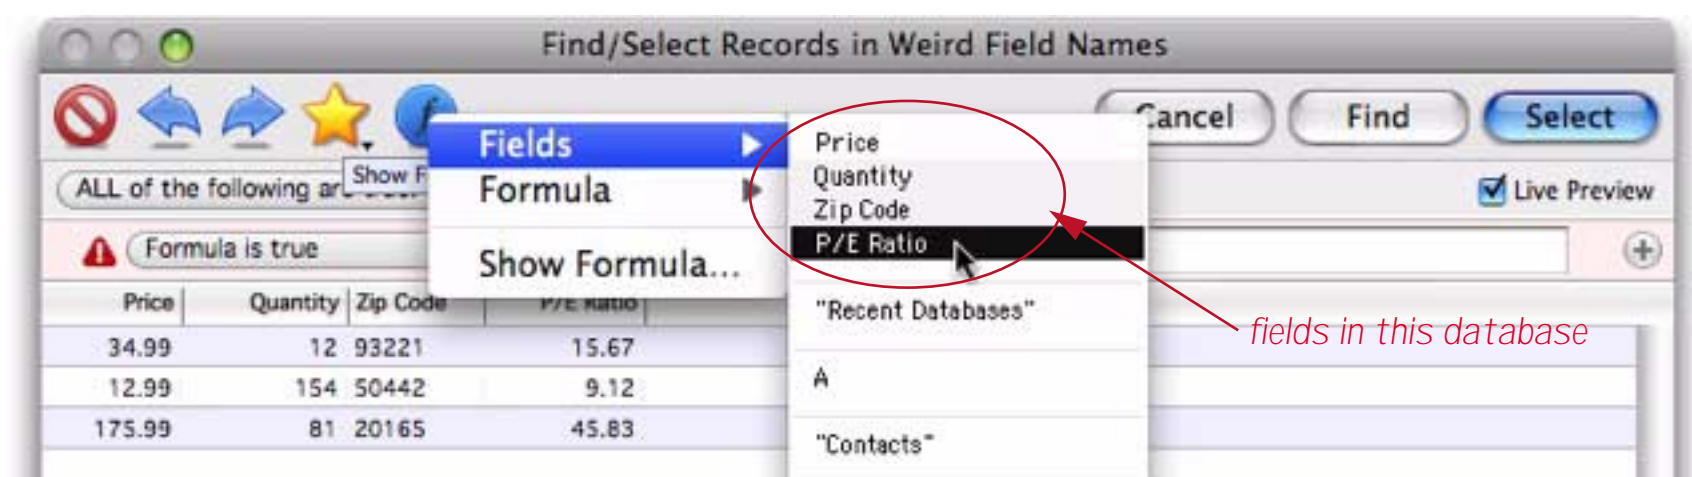 Find/Select Records in Weird Field Names
Cancel Find Select
Fields
Price
Quantity
Zip Code
P/E Ratio
Formula
Show Formula...
ALL of the following
Show F
Live Preview
Formula is true
"Recent Databases"
A
"Contacts"
fields in this database
Price Quantity Zip Code P/E Ratio
34.99 12 93221 15.67
12.99 154 50442 9.12
175.99 81 20165 45.83